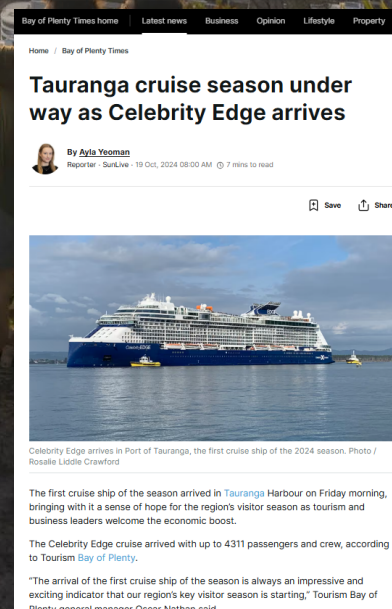 Bay of Plenty Times home Latest news Business Opinion Lifestyle Property
Home / Bay of Plenty Times
Tauranga cruise season under
way as Celebrity Edge arrives
By Ayla Yeoman
Reporter · SunLive · 19 Oct, 2024 08:00 AM 7 mins to read
Save Share
Celebrity EDGE
Celebrity Edge arrives in Port of Tauranga, the first cruise ship of the 2024 season. Photo /
Rosalie Liddle Crawford
The first cruise ship of the season arrived in Tauranga Harbour on Friday morning,
bringing with it a sense of hope for the region's visitor season as tourism and
business leaders welcome the economic boost.
The Celebrity Edge cruise arrived with up to 4311 passengers and crew, according
to Tourism Bay of Plenty.
"The arrival of the first cruise ship of the season is always an impressive and
exciting indicator that our region's key visitor season is starting," Tourism Bay of
Plenty general manager Oscar Nathan said.